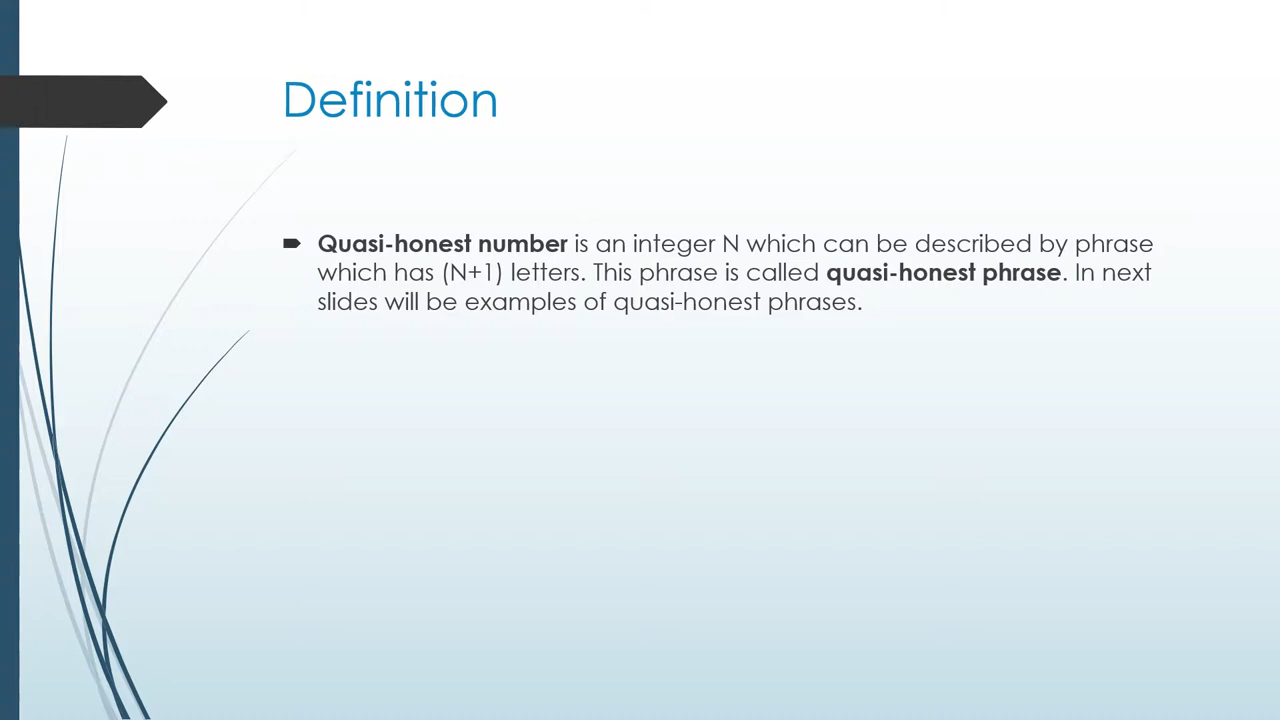 Definition
Quasi-honest number is an integer N which can be described by phrase
which has (N+1) letters. This phrase is called quasi-honest phrase. In next
slides will be examples of quasi-honest phrases.